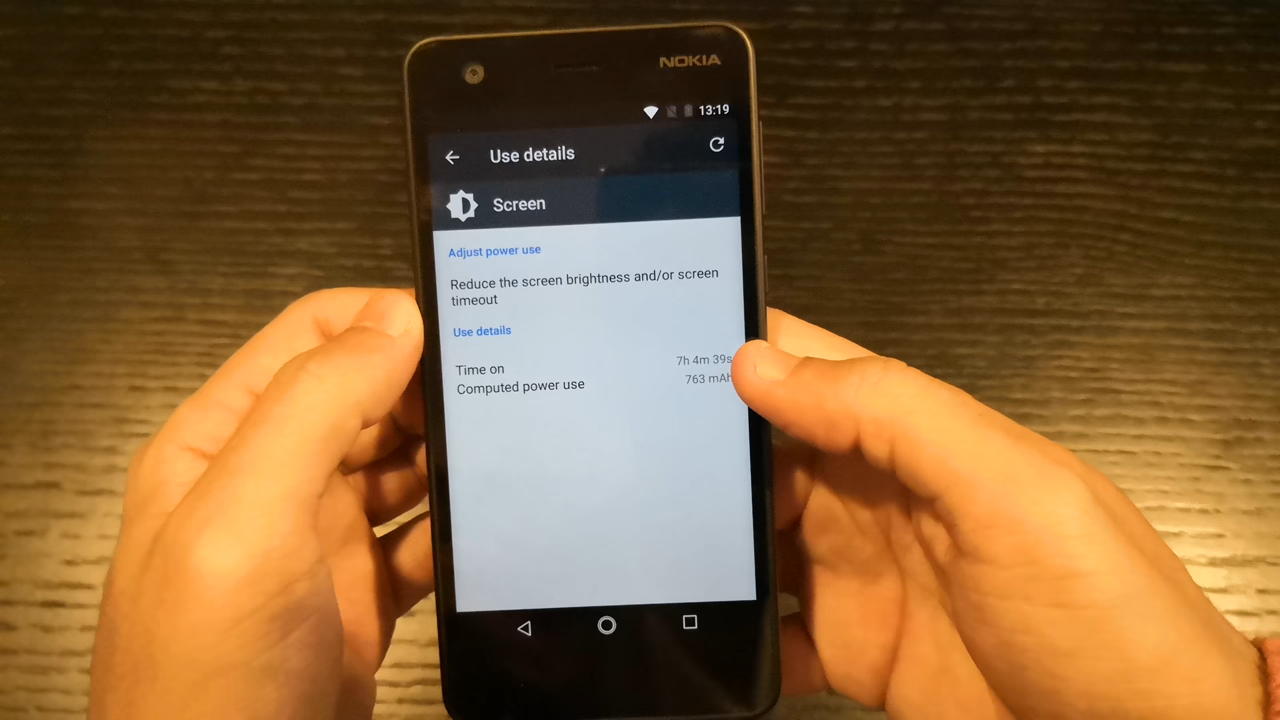 NOKIA
13:19
Use details
Screen
Adjust power use
Reduce the screen brightness and/or screen
timeout
Use details
Time on 7h 4m 39s
Computed power use 763 mAh